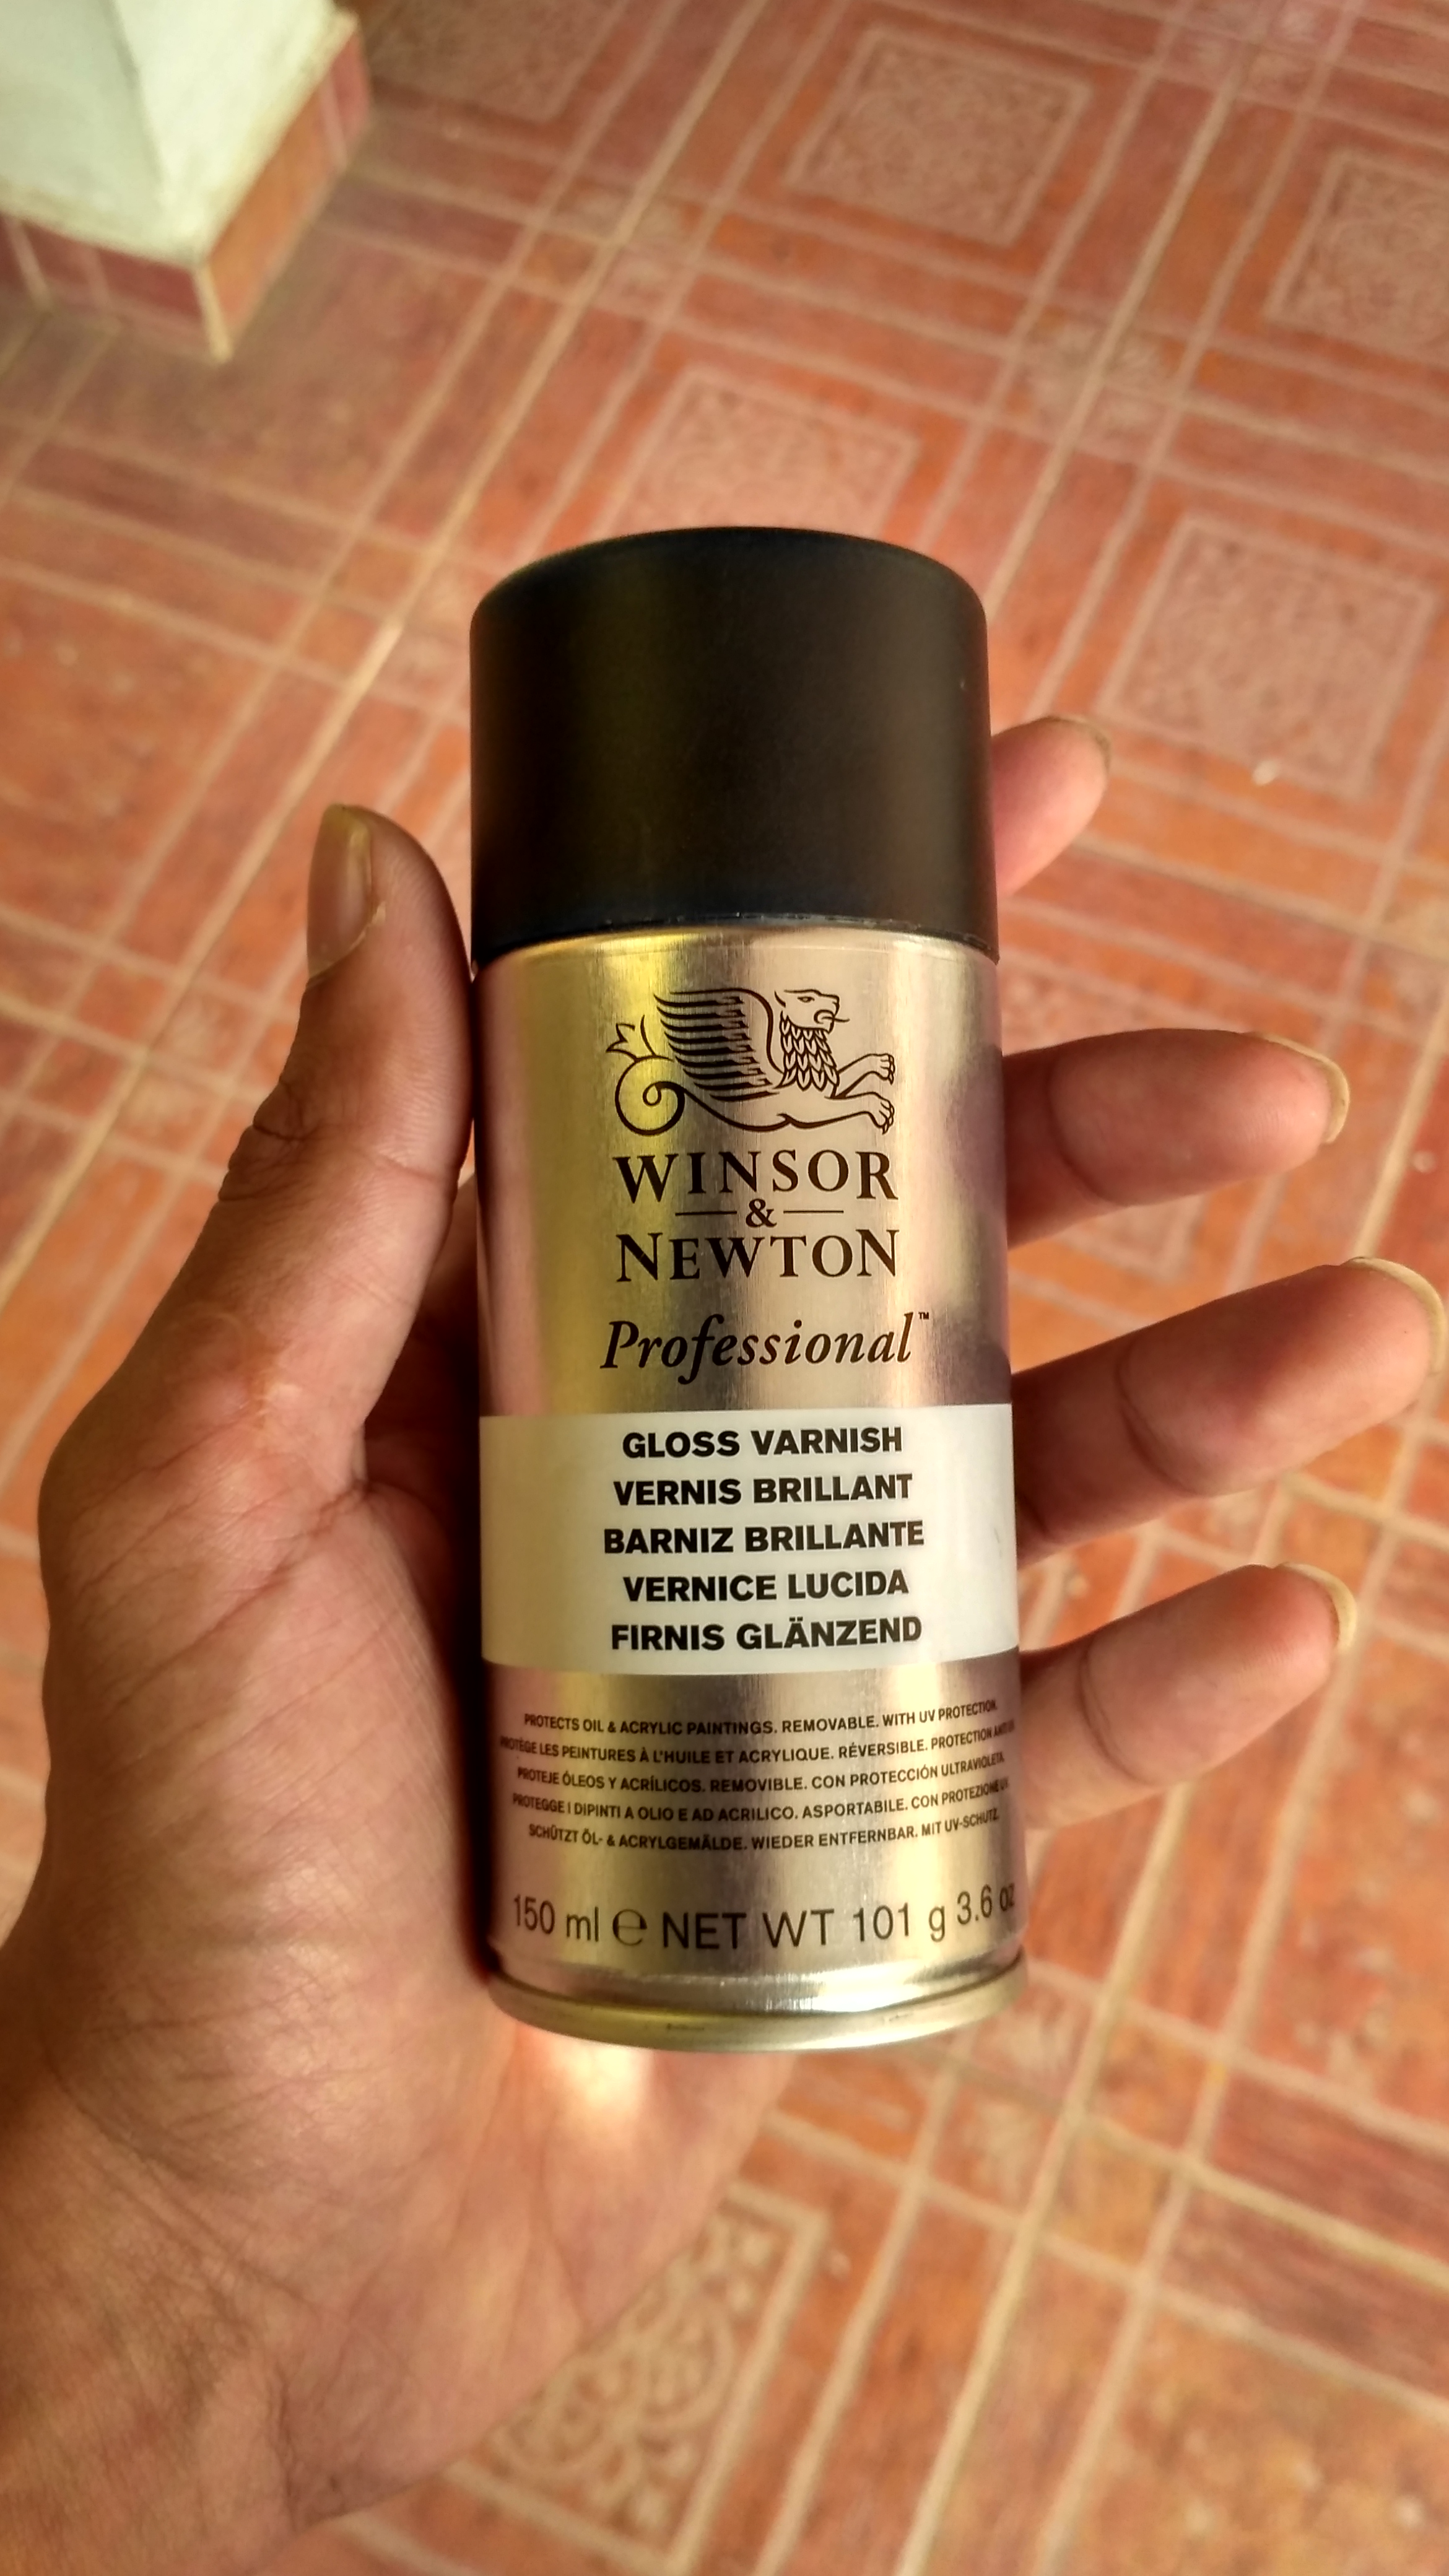 WINSOR
&
NEWTON
Professional™
GLOSS VARNISH
VERNIS BRILLANT
BARNIZ BRILLANTE
VERNICE LUCIDA
FIRNIS GLÄNZEND
PROTECTS OIL & ACRYLIC PAINTINGS. REMOVABLE. WITH UV PROTECTION.
PROTÈGE LES PEINTURES À L'HUILE ET ACRYLIQUE. RÉVERSIBLE. PROTECTION
PROTEJE ÓLEOS Y ACRÍLICOS. REMOVIBLE. CON PROTECCIÓN ULTRAVIOLETA.
PROTEGGE I DIPINTI A OLIO E AD ACRILICO. ASPORTABILE. CON PROTEZIONE UV.
SCHÜTZT ÖL- & ACRYLGEMÄLDE. WIEDER ENTFERNBAR. MIT UV-SCHUTZ.
150 ml ℮ NET WT 101 g 3.6 oz